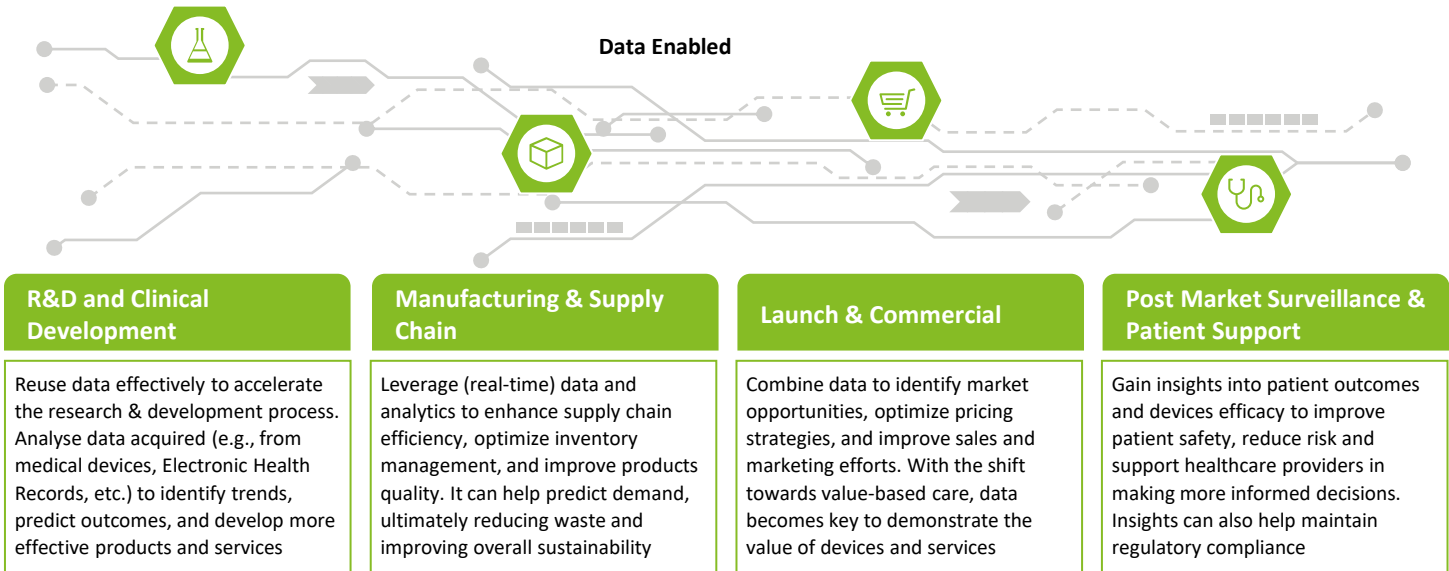 Data Enabled
R&D and Clinical
Development
Reuse data effectively to accelerate
the research & development process.
Analyse data acquired (e.g., from
medical devices, Electronic Health
Records, etc.) to identify trends,
predict outcomes, and develop more
effective products and services
Manufacturing & Supply
Chain
Leverage (real-time) data and
analytics to enhance supply chain
efficiency, optimize inventory
management, and improve products
quality. It can help predict demand,
ultimately reducing waste and
improving overall sustainability
Launch & Commercial
Combine data to identify market
opportunities, optimize pricing
strategies, and improve sales and
marketing efforts. With the shift
towards value-based care, data
becomes key to demonstrate the
value of devices and services
Post Market Surveillance &
Patient Support
Gain insights into patient outcomes
and devices efficacy to improve
patient safety, reduce risk and
support healthcare providers in
making more informed decisions.
Insights can also help maintain
regulatory compliance